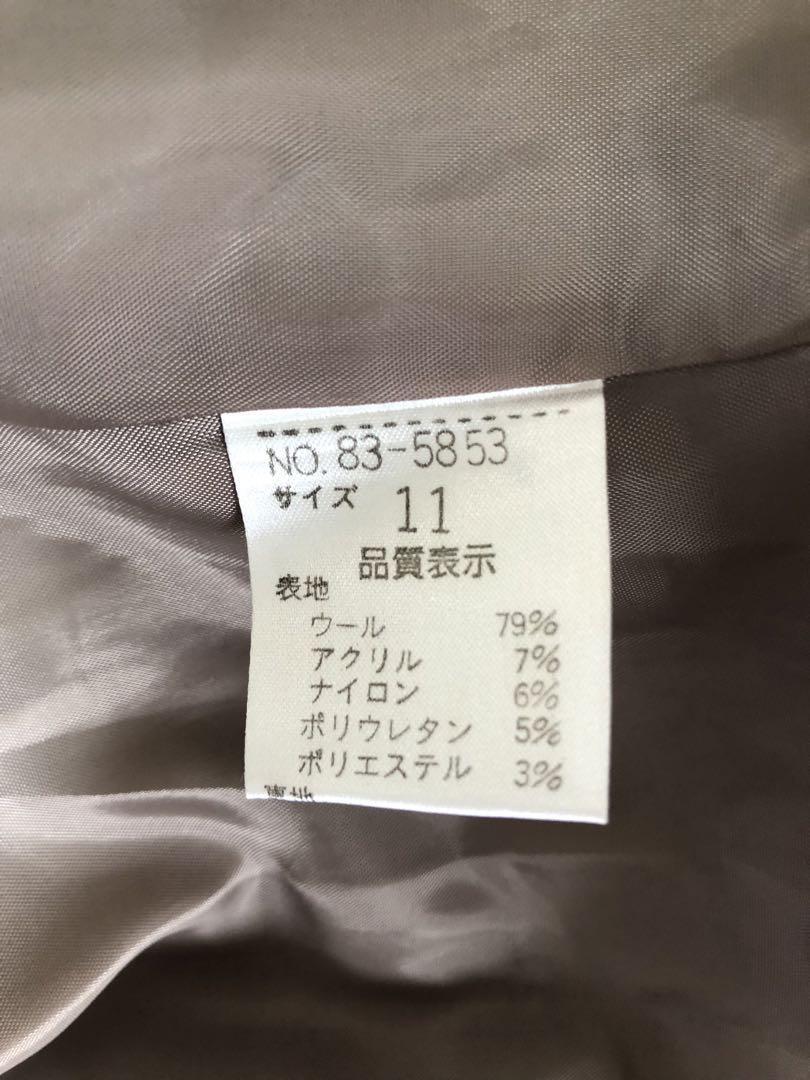 NO. 83-5853
サイズ 11
品質表示
表地
ウール 79%
アクリル 7%
ナイロン 6%
ポリウレタン 5%
ポリエステル 3%